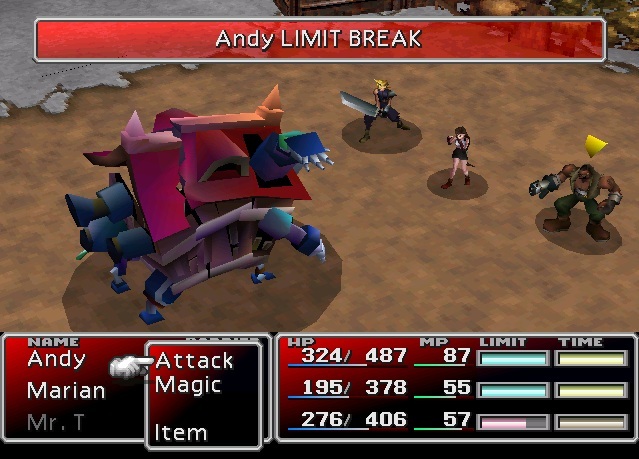 Andy LIMIT BREAK
NAME BARRIER HP MP LIMIT TIME
Andy Attack 324/ 487 87
Magic
Marian 195/ 378 55
Mr. T Item 276/ 406 57